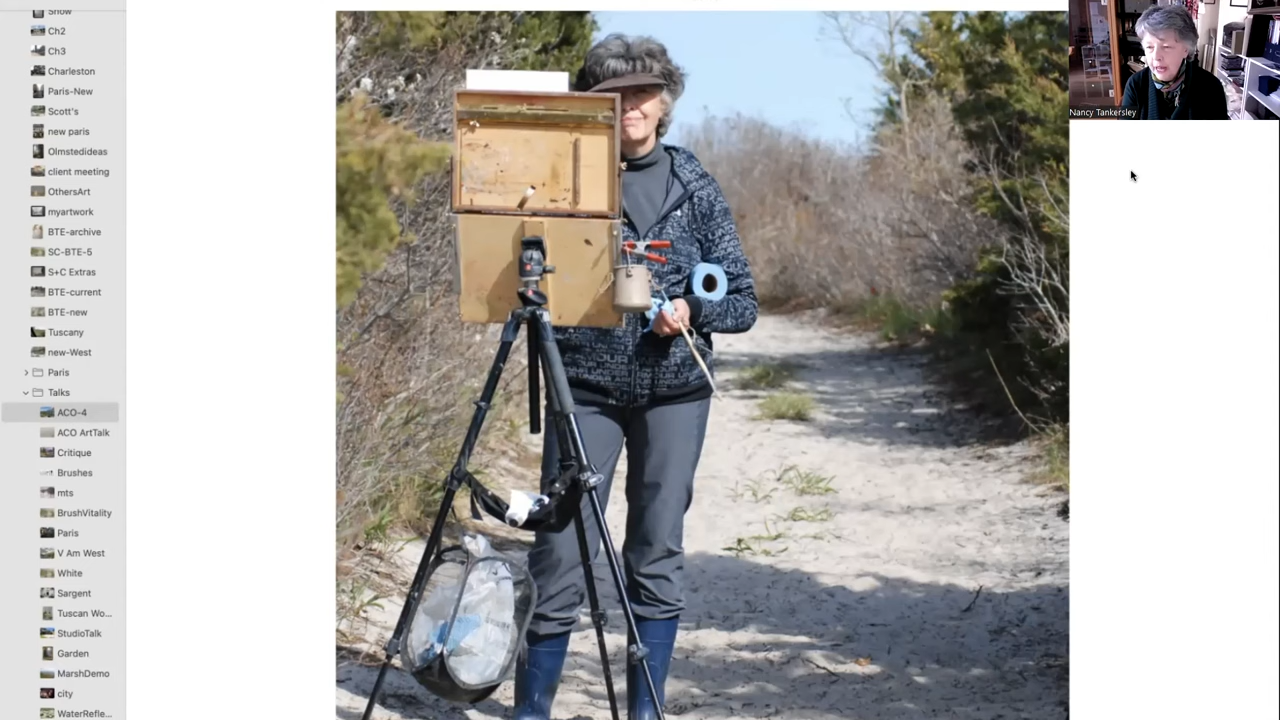 Show
Ch2
Ch3
Charleston
Paris-New
Scott's
new paris
Olmstedideas
client meeting
OthersArt
myartwork
BTE-archive
SC-BTE-5
S+C Extras
BTE-current
BTE-new
Tuscany
new-West
Paris
Talks
ACO-4
ACO ArtTalk
Critique
Brushes
mts
BrushVitality
Paris
V Am West
White
Sargent
Tuscan Wo...
StudioTalk
Garden
MarshDemo
city
WaterRefle...
Nancy Tankersley